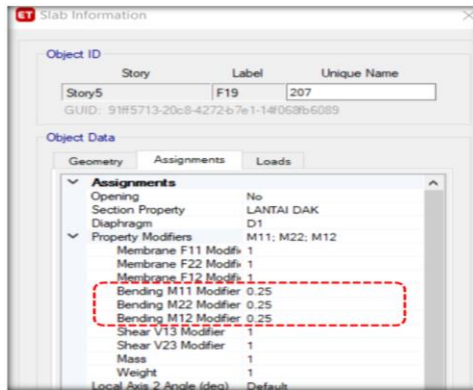 ET Slab Information
Object ID
Story Label Unique Name
Story5 F19 207
GUID: 91ff5713-20c8-4272-b7e1-14f068fb6089
Object Data
Geometry Assignments Loads
Assignments
Opening No
Section Property LANTAI DAK
Diaphragm D1
Property Modifiers M11; M22; M12
Membrane F11 Modifi 1
Membrane F22 Modifi 1
Membrane F12 Modifi 1
Bending M11 Modifier 0.25
Bending M22 Modifier 0.25
Bending M12 Modifier 0.25
Shear V13 Modifier 1
Shear V23 Modifier 1
Mass 1
Weight 1
Local Axis 2 Angle (deg) Default